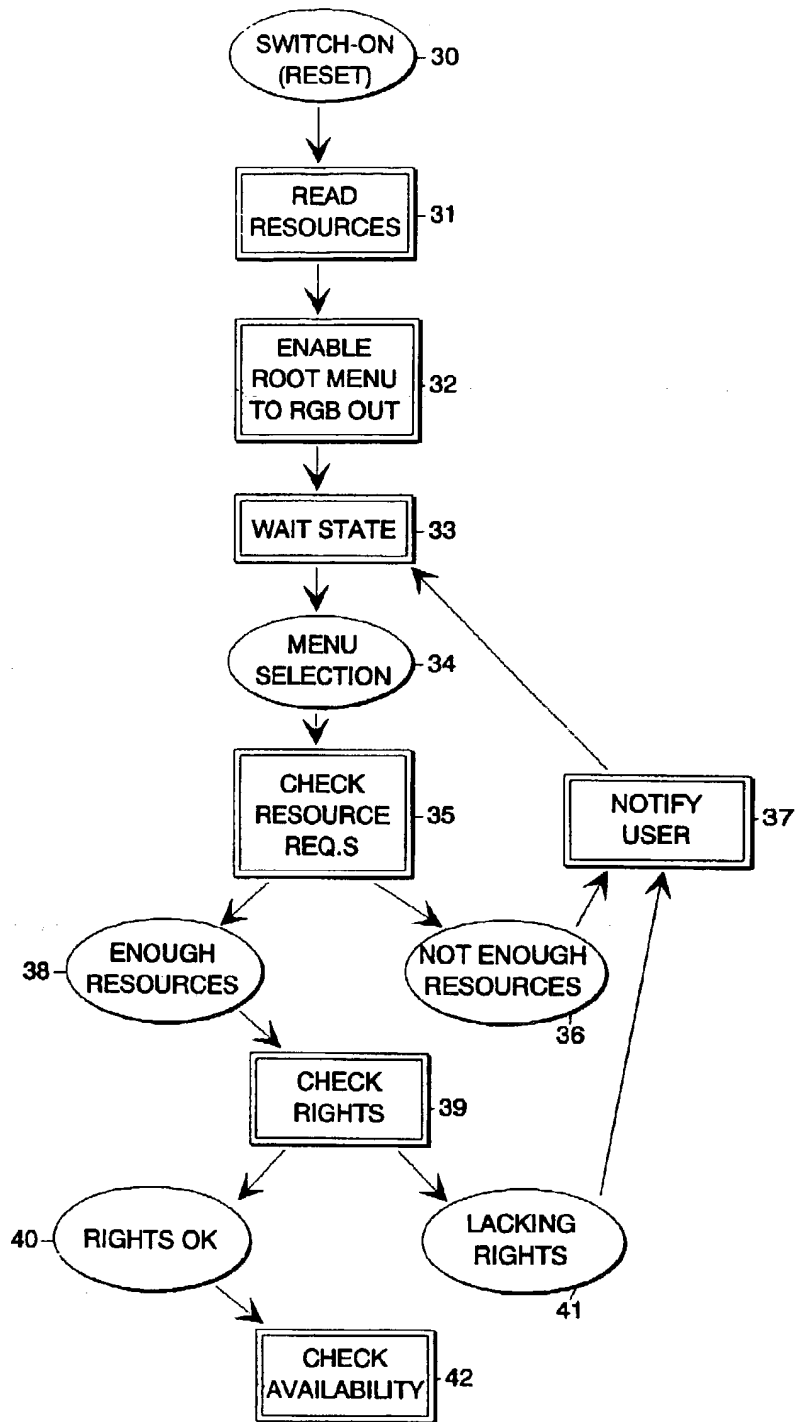 SWITCH-ON
(RESET)
30
READ
RESOURCES
31
ENABLE
ROOT MENU
TO RGB OUT
32
WAIT STATE
33
MENU
SELECTION
34
CHECK
RESOURCE
REQ.S
35
NOTIFY
USER
37
38
ENOUGH
RESOURCES
NOT ENOUGH
RESOURCES
36
CHECK
RIGHTS
39
40
RIGHTS OK
LACKING
RIGHTS
41
CHECK
AVAILABILITY
42